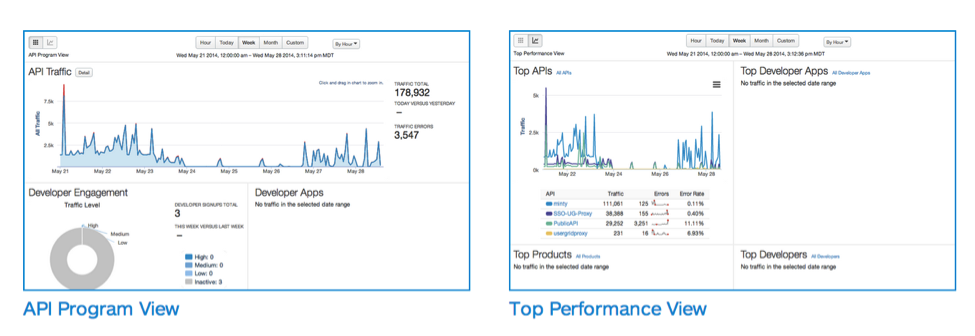 Hour Today Week Month Custom By Hour
API Program View
Wed May 21 2014, 12:00:00 am – Wed May 28 2014, 3:11:14 pm MDT
API Traffic Detail
Click and drag in chart to zoom in.
All Traffic
7.5k
5k
2.5k
May 21 May 22 May 23 May 24 May 25 May 26 May 27 May 28
TRAFFIC TOTAL
178,932
TODAY VERSUS YESTERDAY
–
TRAFFIC ERRORS
3,547
Developer Engagement
Traffic Level
High
Medium
Low
DEVELOPER SIGNUPS TOTAL
3
THIS WEEK VERSUS LAST WEEK
–
High: 0
Medium: 0
Low: 0
Inactive: 3
Developer Apps
No traffic in the selected date range
API Program View
Hour Today Week Month Custom By Hour
Top Performance View
Wed May 21 2014, 12:00:00 am – Wed May 28 2014, 3:12:36 pm MDT
Top APIs All APIs
Traffic
5k
2.5k
0k
May 22 May 24 May 26 May 28
API Traffic Errors Error Rate
minty 111,061 125 0.11%
SSO-UG-Proxy 38,388 155 0.40%
PublicAPI 29,252 3,251 11.11%
usergridproxy 231 16 6.93%
Top Developer Apps All Developer Apps
No traffic in the selected date range
Top Products All Products
No traffic in the selected date range
Top Developers All Developers
No traffic in the selected date range
Top Performance View